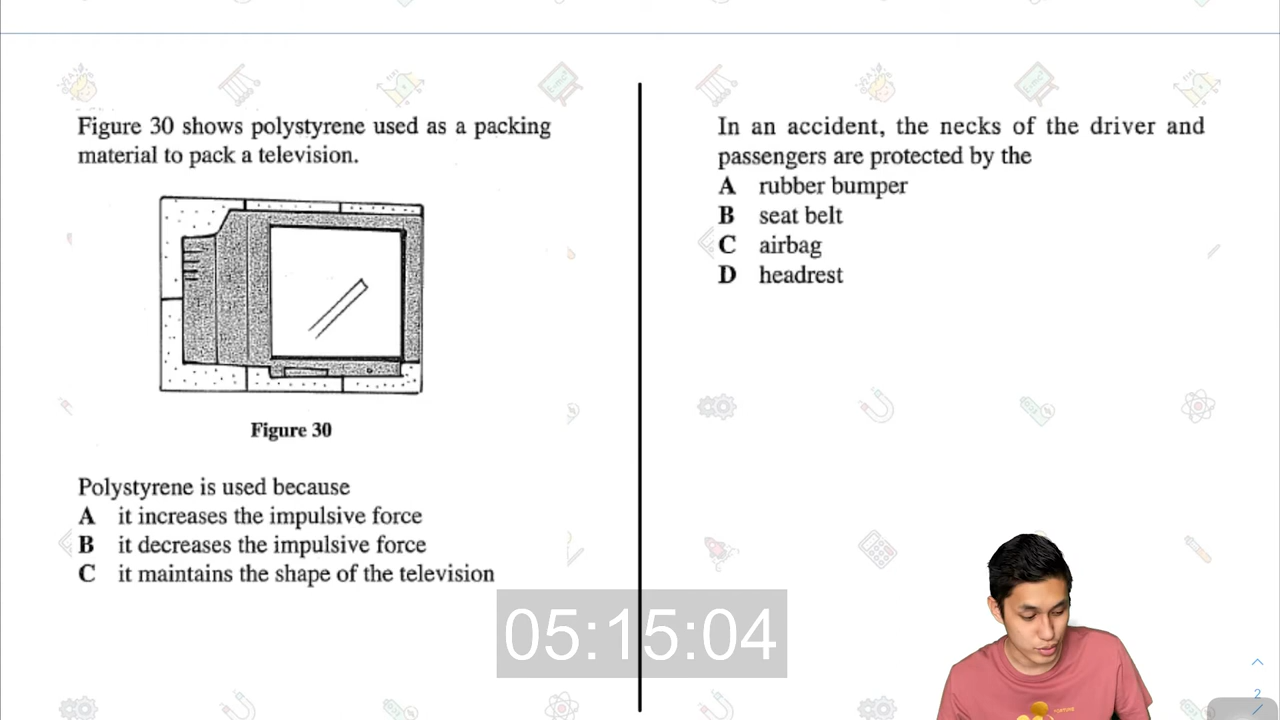 Figure 30 shows polystyrene used as a packing
material to pack a television.
Figure 30
Polystyrene is used because
A it increases the impulsive force
B it decreases the impulsive force
C it maintains the shape of the television
In an accident, the necks of the driver and
passengers are protected by the
A rubber bumper
B seat belt
C airbag
D headrest
05:15:04
2